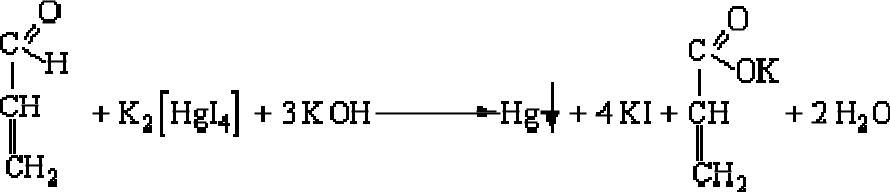 O O
C C
H OK
CH + K₂[HgI₄] + 3KOH ⟶ Hg↓ + 4KI + CH + 2H₂O
CH₂ CH₂